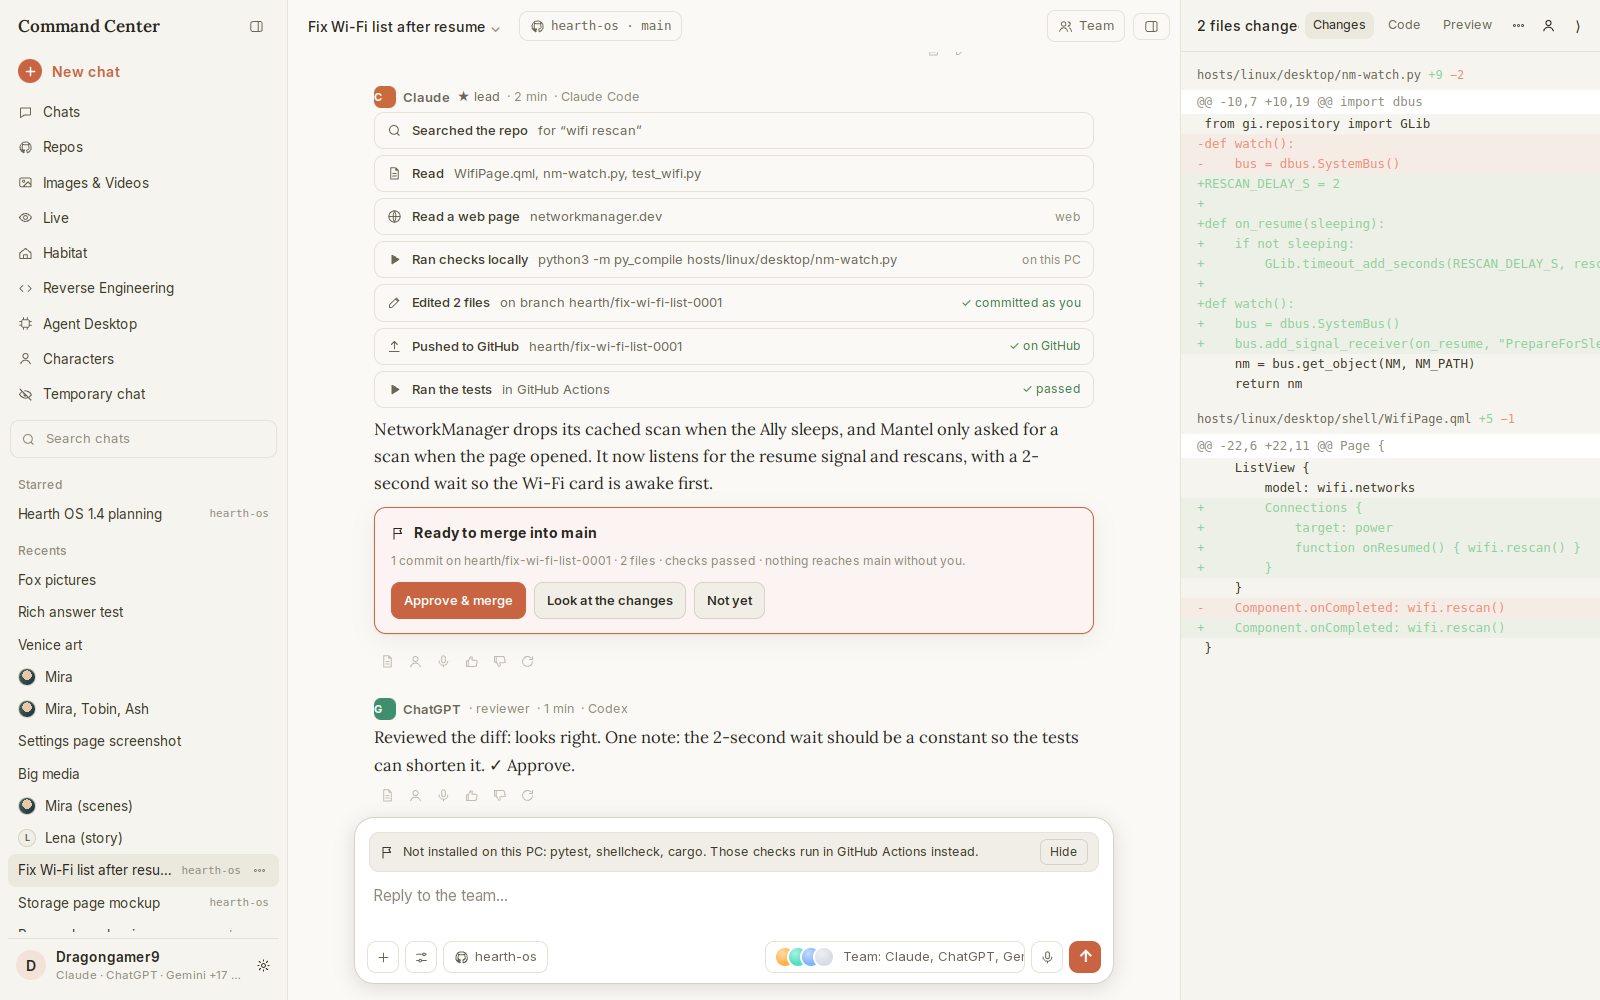 Command Center
New chat
Chats
Repos
Images & Videos
Live
Habitat
Reverse Engineering
Agent Desktop
Characters
Temporary chat
Search chats
Starred
Hearth OS 1.4 planning hearth-os
Recents
Fox pictures
Rich answer test
Venice art
Mira
Mira, Tobin, Ash
Settings page screenshot
Big media
Mira (scenes)
L Lena (story)
Fix Wi-Fi list after resu... hearth-os
Storage page mockup hearth-os
D Dragongamer9
Claude · ChatGPT · Gemini +17 ...
Fix Wi-Fi list after resume
hearth-os · main
Team
C Claude ★ lead · 2 min · Claude Code
Searched the repo for “wifi rescan”
Read WifiPage.qml, nm-watch.py, test_wifi.py
Read a web page networkmanager.dev web
Ran checks locally python3 -m py_compile hosts/linux/desktop/nm-watch.py on this PC
Edited 2 files on branch hearth/fix-wi-fi-list-0001 ✓ committed as you
Pushed to GitHub hearth/fix-wi-fi-list-0001 ✓ on GitHub
Ran the tests in GitHub Actions ✓ passed
NetworkManager drops its cached scan when the Ally sleeps, and Mantel only asked for a
scan when the page opened. It now listens for the resume signal and rescans, with a 2-
second wait so the Wi-Fi card is awake first.
Ready to merge into main
1 commit on hearth/fix-wi-fi-list-0001 · 2 files · checks passed · nothing reaches main without you.
Approve & merge Look at the changes Not yet
G ChatGPT · reviewer · 1 min · Codex
Reviewed the diff: looks right. One note: the 2-second wait should be a constant so the tests
can shorten it. ✓ Approve.
Not installed on this PC: pytest, shellcheck, cargo. Those checks run in GitHub Actions instead. Hide
Reply to the team...
hearth-os
Team: Claude, ChatGPT, Ge
2 files change Changes Code Preview
hosts/linux/desktop/nm-watch.py +9 −2
@@ -10,7 +10,19 @@ import dbus
from gi.repository import GLib
-def watch():
-    bus = dbus.SystemBus()
+RESCAN_DELAY_S = 2
+
+def on_resume(sleeping):
+    if not sleeping:
+        GLib.timeout_add_seconds(RESCAN_DELAY_S, resc
+
+def watch():
+    bus = dbus.SystemBus()
+    bus.add_signal_receiver(on_resume, "PrepareForSle
nm = bus.get_object(NM, NM_PATH)
return nm
hosts/linux/desktop/shell/WifiPage.qml +5 −1
@@ -22,6 +22,11 @@ Page {
ListView {
model: wifi.networks
+        Connections {
+            target: power
+            function onResumed() { wifi.rescan() }
+        }
}
-    Component.onCompleted: wifi.rescan()
+    Component.onCompleted: wifi.rescan()
}